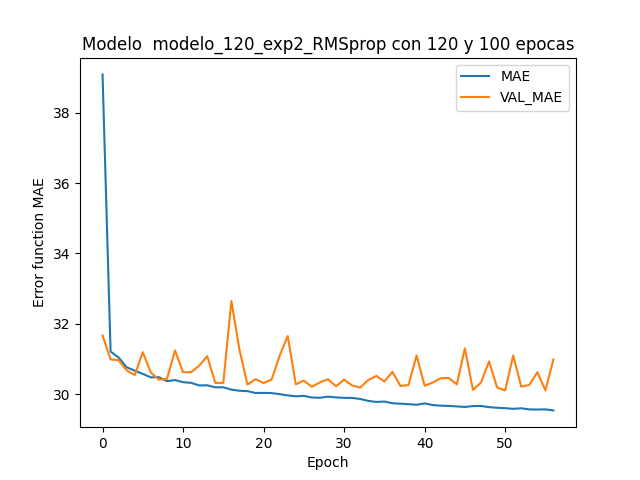 Modelo  modelo_120_exp2_RMSprop con 120 y 100 epocas
MAE
VAL_MAE
Error function MAE
38
36
34
32
30
0 10 20 30 40 50
Epoch